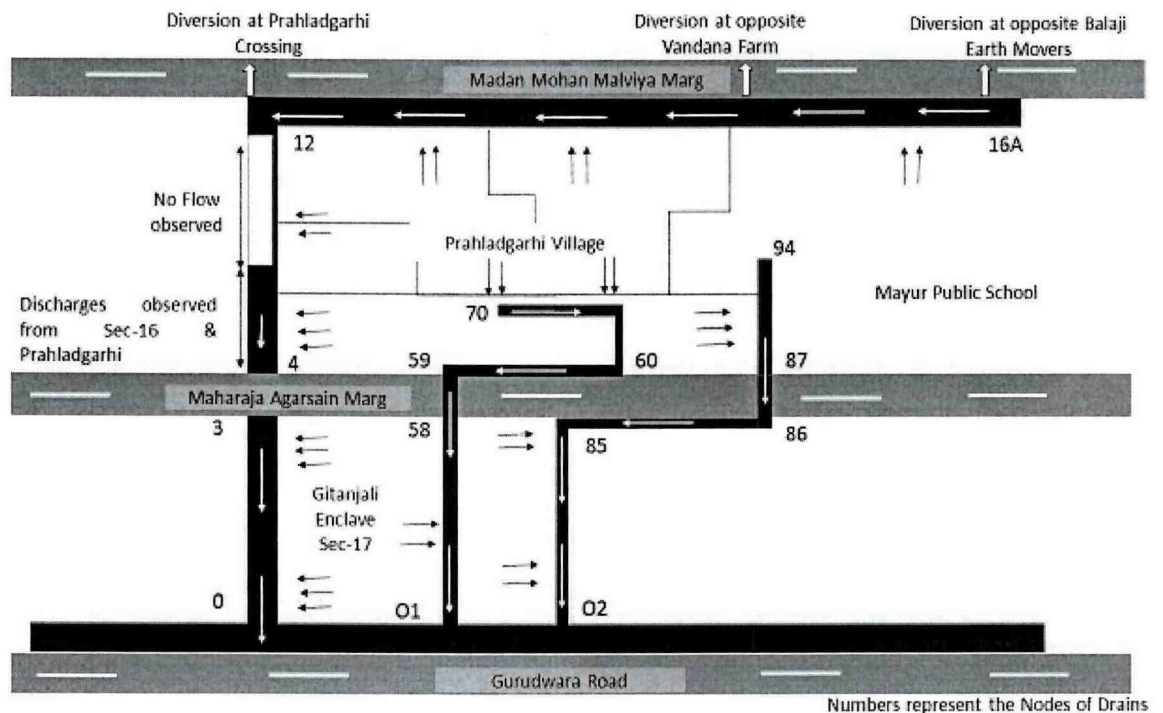 Diversion at Prahladgarhi
Crossing
Diversion at opposite
Vandana Farm
Diversion at opposite Balaji
Earth Movers
Madan Mohan Malviya Marg
12
16A
No Flow
observed
Prahladgarhi Village
94
Mayur Public School
Discharges observed
from Sec-16 &
Prahladgarhi
70
4
59
60
87
Maharaja Agarsain Marg
3
58
85
86
Gitanjali
Enclave
Sec-17
0
O1
O2
Gurudwara Road
Numbers represent the Nodes of Drains